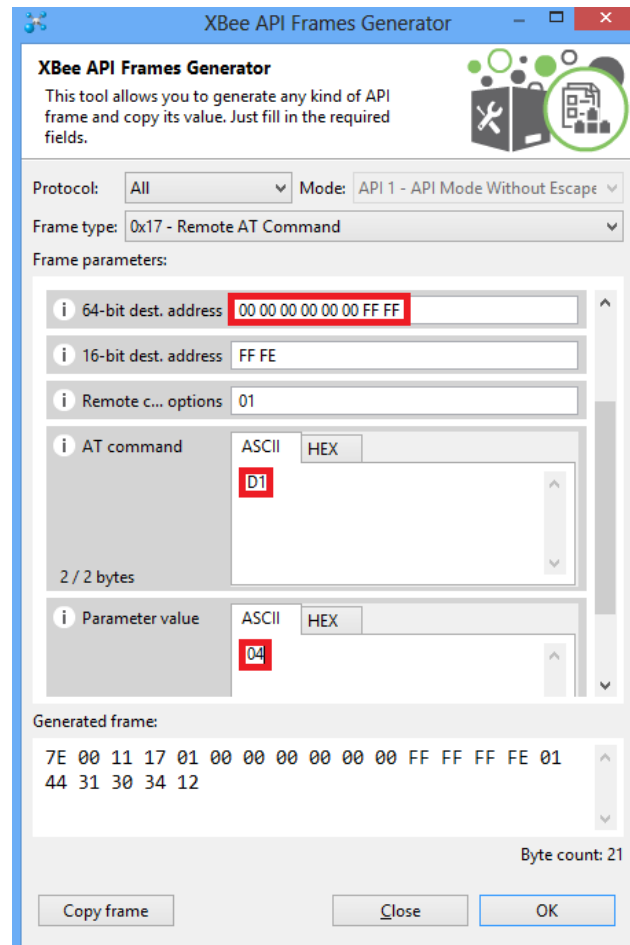 XBee API Frames Generator
XBee API Frames Generator
This tool allows you to generate any kind of API
frame and copy its value. Just fill in the required
fields.
Protocol: All Mode: API 1 - API Mode Without Escape
Frame type: 0x17 - Remote AT Command
Frame parameters:
i 64-bit dest. address 00 00 00 00 00 00 FF FF
i 16-bit dest. address FF FE
i Remote c... options 01
i AT command ASCII HEX
D1
2 / 2 bytes
i Parameter value ASCII HEX
04
Generated frame:
7E 00 11 17 01 00 00 00 00 00 00 FF FF FF FE 01
44 31 30 34 12
Byte count: 21
Copy frame Close OK